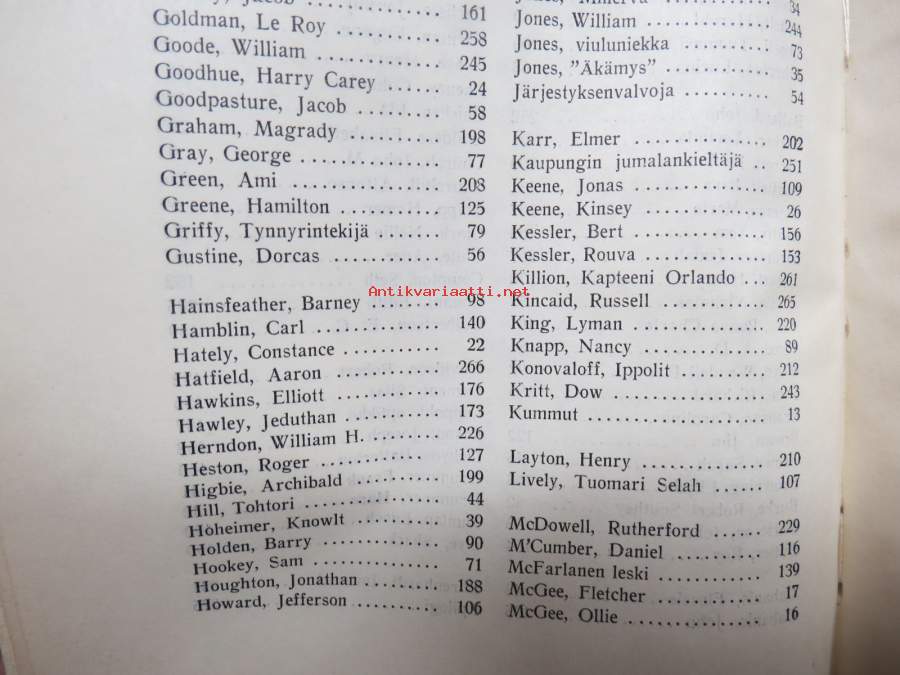 Jacob ........ 161
Goldman, Le Roy ........ 258
Goode, William ........ 245
Goodhue, Harry Carey ........ 24
Goodpasture, Jacob ........ 58
Graham, Magrady ........ 198
Gray, George ........ 77
Green, Ami ........ 208
Greene, Hamilton ........ 125
Griffy, Tynnyrintekijä ........ 79
Gustine, Dorcas ........ 56
Hainsfeather, Barney ........ 98
Hamblin, Carl ........ 140
Hately, Constance ........ 22
Hatfield, Aaron ........ 266
Hawkins, Elliott ........ 176
Hawley, Jeduthan ........ 173
Herndon, William H. ........ 226
Heston, Roger ........ 127
Higbie, Archibald ........ 199
Hill, Tohtori ........ 44
Hoheimer, Knowlt ........ 39
Holden, Barry ........ 90
Hookey, Sam ........ 71
Houghton, Jonathan ........ 188
Howard, Jefferson ........ 106
Jones, Minerva ........ 34
Jones, William ........ 244
Jones, viuluniekka ........ 73
Jones, "Äkämys" ........ 35
Järjestyksenvalvoja ........ 54
Karr, Elmer ........ 202
Kaupungin jumalankieltäjä .. 251
Keene, Jonas ........ 109
Keene, Kinsey ........ 26
Kessler, Bert ........ 156
Kessler, Rouva ........ 153
Killion, Kapteeni Orlando ... 261
Kincaid, Russell ........ 265
King, Lyman ........ 220
Knapp, Nancy ........ 89
Konovaloff, Ippolit ........ 212
Kritt, Dow ........ 243
Kummut ........ 13
Layton, Henry ........ 210
Lively, Tuomari Selah ...... 107
McDowell, Rutherford ...... 229
M'Cumber, Daniel ........ 116
McFarlanen leski ........ 139
McGee, Fletcher ........ 17
McGee, Ollie ........ 16
Antikvariaatti.net